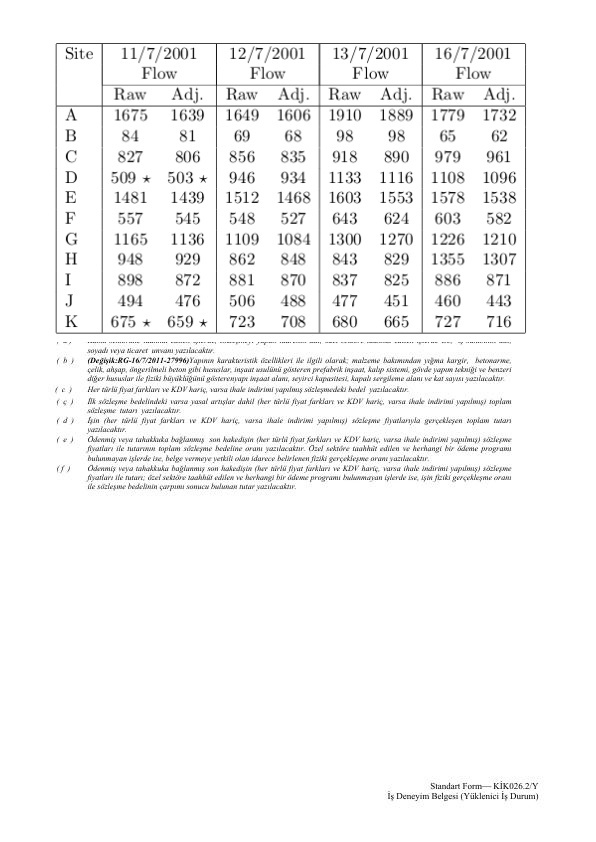 Site 11/7/2001 12/7/2001 13/7/2001 16/7/2001
Flow Flow Flow Flow
Raw Adj. Raw Adj. Raw Adj. Raw Adj.
A 1675 1639 1649 1606 1910 1889 1779 1732
B 84 81 69 68 98 98 65 62
C 827 806 856 835 918 890 979 961
D 509 ⋆ 503 ⋆ 946 934 1133 1116 1108 1096
E 1481 1439 1512 1468 1603 1553 1578 1538
F 557 545 548 527 643 624 603 582
G 1165 1136 1109 1084 1300 1270 1226 1210
H 948 929 862 848 843 829 1355 1307
I 898 872 881 870 837 825 886 871
J 494 476 506 488 477 451 460 443
K 675 ⋆ 659 ⋆ 723 708 680 665 727 716
soyadı veya ticaret unvanı yazılacaktır.
( b ) (Değişik:RG-16/7/2011-27996)Yapının karakteristik özellikleri ile ilgili olarak; malzeme bakımından yığma kargir, betonarme,
çelik, ahşap, öngerilmeli beton gibi hususlar, inşaat usulünü gösteren prefabrik inşaat, kalıp sistemi, gövde yapım tekniği ve benzeri
diğer hususlar ile fiziki büyüklüğünü gösterenyapı inşaat alanı, seyirci kapasitesi, kapalı sergileme alanı ve kat sayısı yazılacaktır.
( c ) Her türlü fiyat farkları ve KDV hariç, varsa ihale indirimi yapılmış sözleşmedeki bedel yazılacaktır.
( ç ) İlk sözleşme bedelindeki varsa yasal artışlar dahil (her türlü fiyat farkları ve KDV hariç, varsa ihale indirimi yapılmış) toplam
sözleşme tutarı yazılacaktır.
( d ) İşin (her türlü fiyat farkları ve KDV hariç, varsa ihale indirimi yapılmış) sözleşme fiyatlarıyla gerçekleşen toplam tutarı
yazılacaktır.
( e ) Ödenmiş veya tahakkuka bağlanmış son hakedişin (her türlü fiyat farkları ve KDV hariç, varsa ihale indirimi yapılmış) sözleşme
fiyatları ile tutarının toplam sözleşme bedeline oranı yazılacaktır. Özel sektöre taahhüt edilen ve herhangi bir ödeme programı
bulunmayan işlerde ise, belge vermeye yetkili olan idarece belirlenen fiziki gerçekleşme oranı yazılacaktır.
( f ) Ödenmiş veya tahakkuka bağlanmış son hakedişin (her türlü fiyat farkları ve KDV hariç, varsa ihale indirimi yapılmış) sözleşme
fiyatları ile tutarı; özel sektöre taahhüt edilen ve herhangi bir ödeme programı bulunmayan işlerde ise, işin fiziki gerçekleşme oranı
ile sözleşme bedelinin çarpımı sonucu bulunan tutar yazılacaktır.
Standart Form— KİK026.2/Y
İş Deneyim Belgesi (Yüklenici İş Durum)